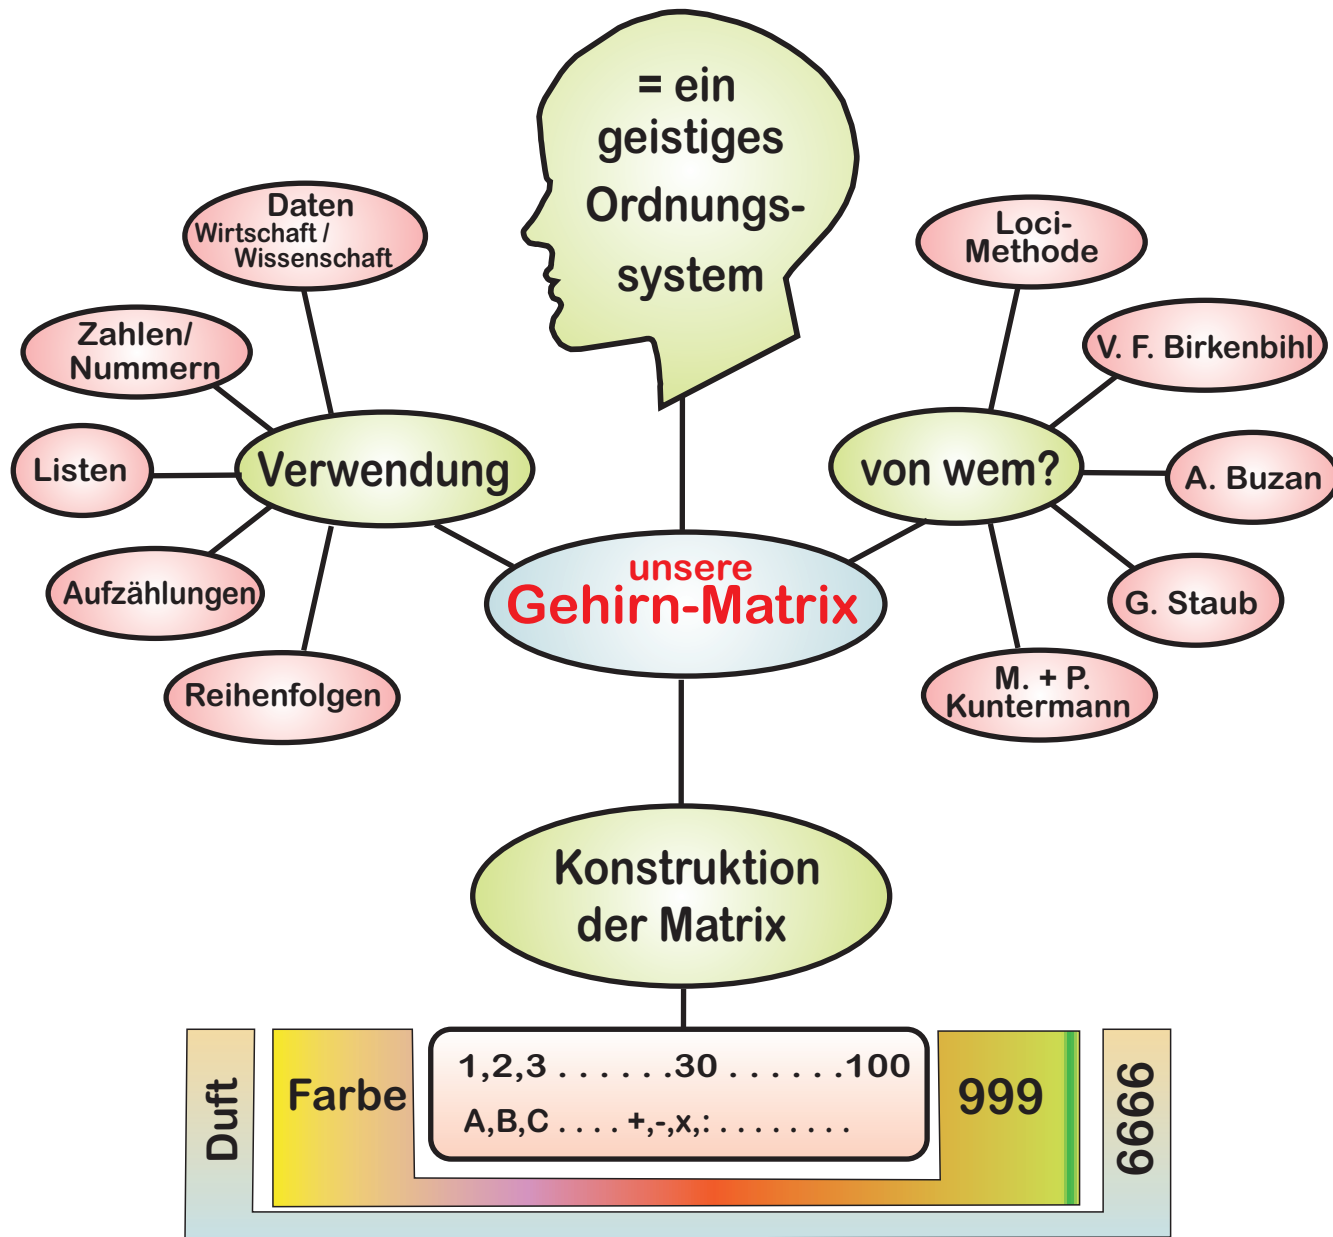 = ein
geistiges
Ordnungs-
system
Daten
Wirtschaft /
Wissenschaft
Zahlen/
Nummern
Listen
Aufzählungen
Reihenfolgen
Verwendung
Loci-
Methode
V. F. Birkenbihl
A. Buzan
G. Staub
M. + P.
Kuntermann
von wem?
unsere
Gehirn-Matrix
Konstruktion
der Matrix
Duft
Farbe
1,2,3 . . . . . .30 . . . . . .100
A,B,C . . . . +,-,x,: . . . . . . . .
999
9999